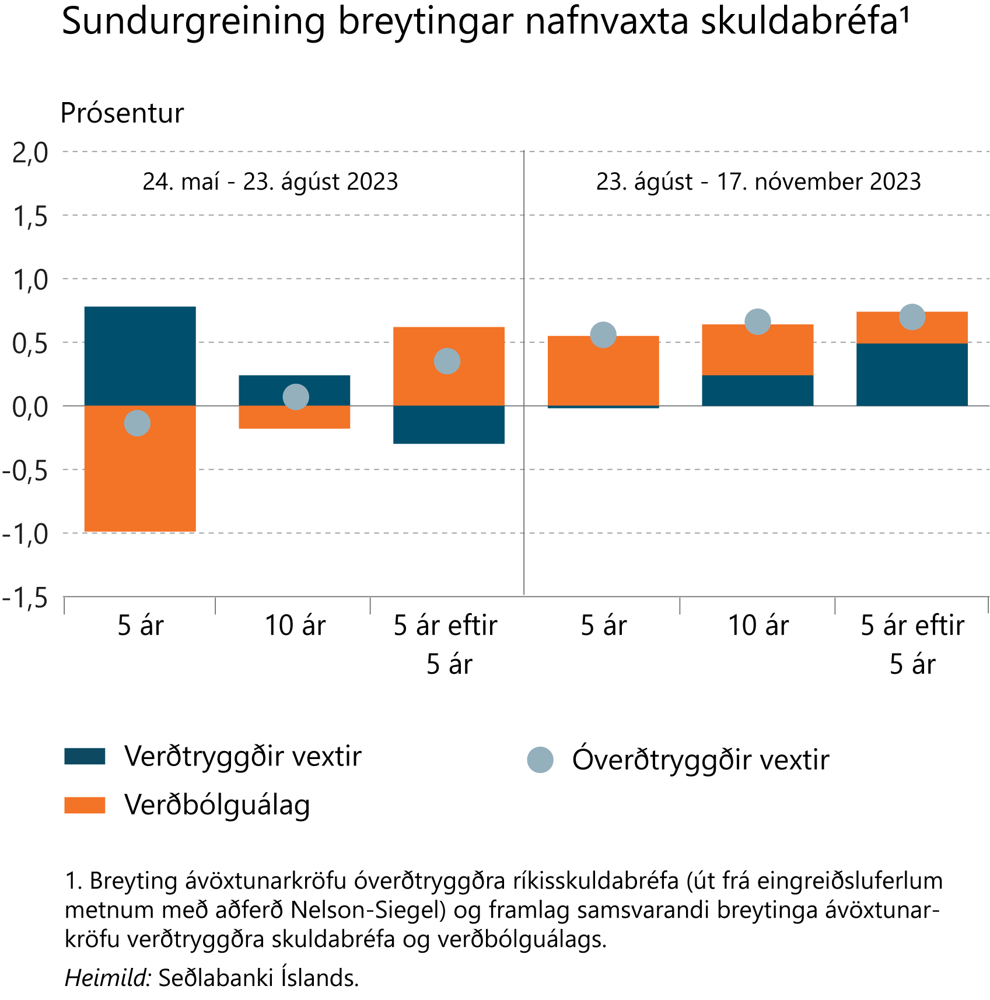 Sundurgreining breytingar nafnvaxta skuldabréfa¹
Prósentur
2,0
1,5
1,0
0,5
0,0
-0,5
-1,0
-1,5
24. maí - 23. ágúst 2023
23. ágúst - 17. nóvember 2023
5 ár
10 ár
5 ár eftir
5 ár
5 ár
10 ár
5 ár eftir
5 ár
Verðtryggðir vextir
Verðbólguálag
Óverðtryggðir vextir
1. Breyting ávöxtunarkröfu óverðtryggðra ríkisskuldabréfa (út frá eingreiðsluferlum
metnum með aðferð Nelson-Siegel) og framlag samsvarandi breytinga ávöxtunar-
kröfu verðtryggðra skuldabréfa og verðbólguálags.
Heimild: Seðlabanki Íslands.